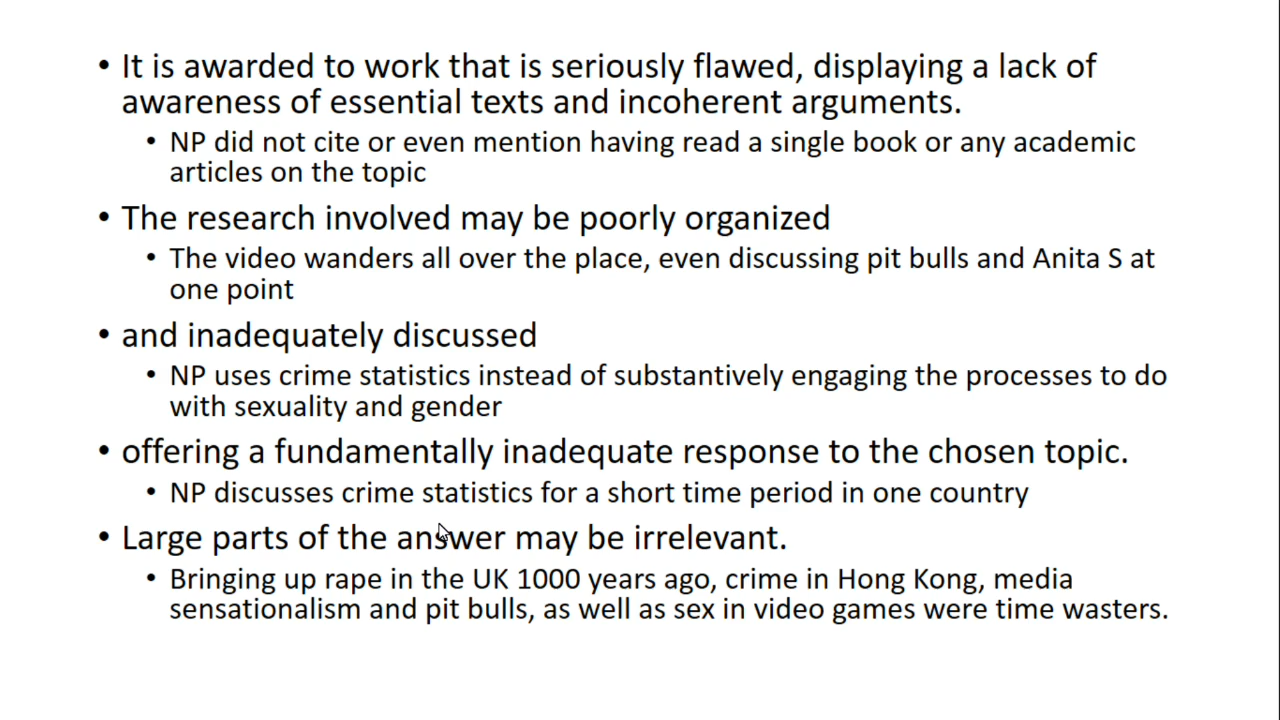 • It is awarded to work that is seriously flawed, displaying a lack of
awareness of essential texts and incoherent arguments.
• NP did not cite or even mention having read a single book or any academic
articles on the topic
• The research involved may be poorly organized
• The video wanders all over the place, even discussing pit bulls and Anita S at
one point
• and inadequately discussed
• NP uses crime statistics instead of substantively engaging the processes to do
with sexuality and gender
• offering a fundamentally inadequate response to the chosen topic.
• NP discusses crime statistics for a short time period in one country
• Large parts of the answer may be irrelevant.
• Bringing up rape in the UK 1000 years ago, crime in Hong Kong, media
sensationalism and pit bulls, as well as sex in video games were time wasters.